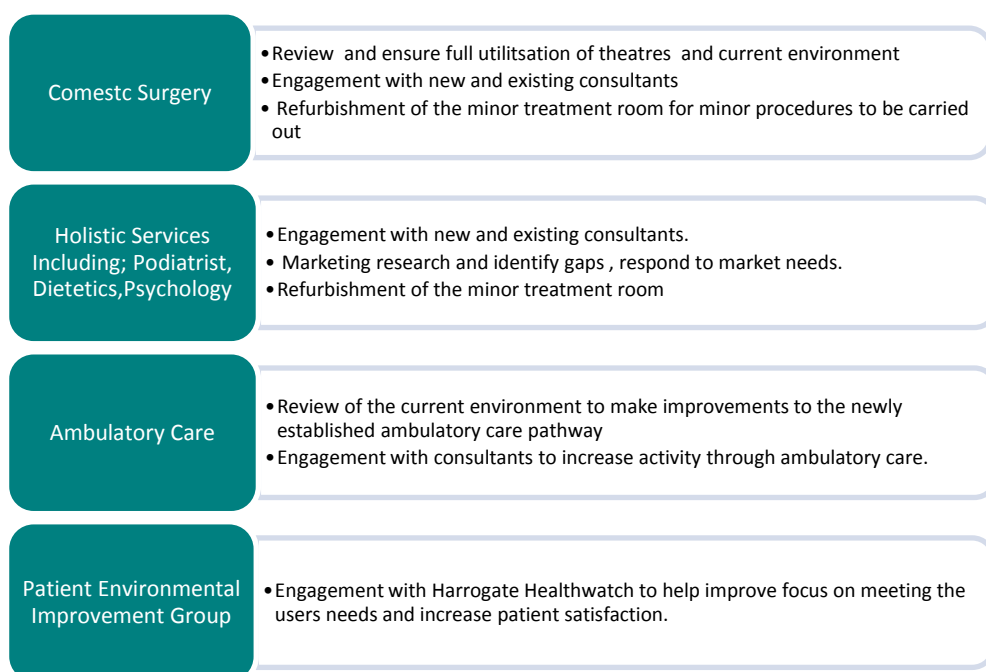 Comestc Surgery
•Review  and ensure full utilitsation of theatres  and current environment
•Engagement with new and existing consultants
• Refurbishment of the minor treatment room for minor procedures to be carried
out
Holistic Services
Including; Podiatrist,
Dietetics,Psychology
•Engagement with new and existing consultants.
• Marketing research and identify gaps , respond to market needs.
•Refurbishment of the minor treatment room
Ambulatory Care
•Review of the current environment to make improvements to the newly
established ambulatory care pathway
•Engagement with consultants to increase activity through ambulatory care.
Patient Environmental
Improvement Group
•Engagement with Harrogate Healthwatch to help improve focus on meeting the
users needs and increase patient satisfaction.